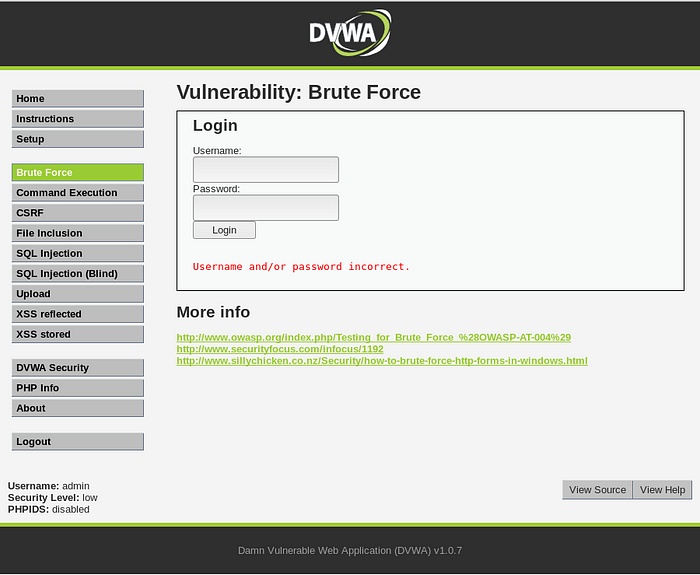 DVWA
Vulnerability: Brute Force
Home
Instructions
Setup
Brute Force
Command Execution
CSRF
File Inclusion
SQL Injection
SQL Injection (Blind)
Upload
XSS reflected
XSS stored
DVWA Security
PHP Info
About
Logout
Login
Username:
Password:
Login
Username and/or password incorrect.
More info
http://www.owasp.org/index.php/Testing_for_Brute_Force_%28OWASP-AT-004%29
http://www.securityfocus.com/infocus/1192
http://www.sillychicken.co.nz/Security/how-to-brute-force-http-forms-in-windows.html
Username: admin
Security Level: low
PHPIDS: disabled
View Source
View Help
Damn Vulnerable Web Application (DVWA) v1.0.7